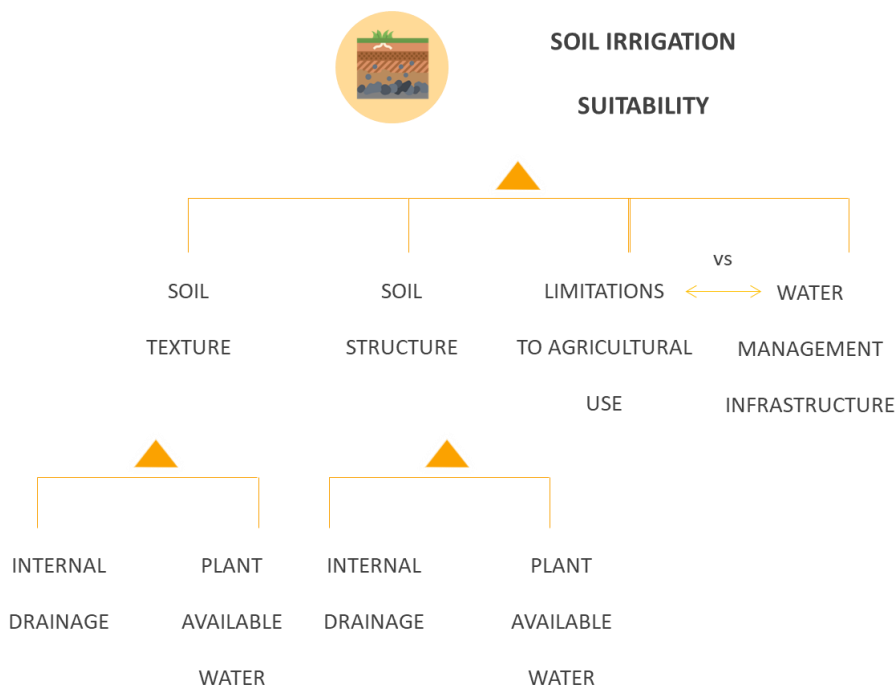 SOIL IRRIGATION
SUITABILITY
vs
SOIL
TEXTURE
SOIL
STRUCTURE
LIMITATIONS
TO AGRICULTURAL
USE
WATER
MANAGEMENT
INFRASTRUCTURE
INTERNAL
DRAINAGE
PLANT
AVAILABLE
WATER
INTERNAL
DRAINAGE
PLANT
AVAILABLE
WATER